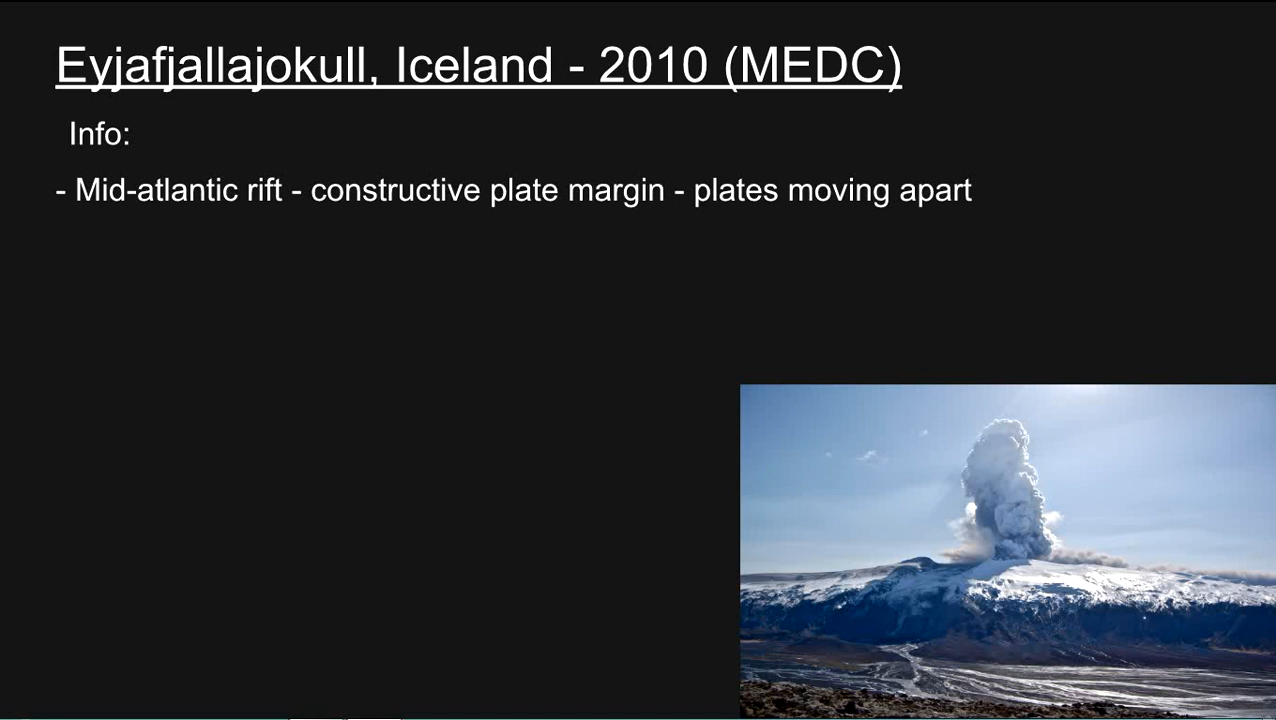 Eyjafjallajokull, Iceland - 2010 (MEDC)
Info:
- Mid-atlantic rift - constructive plate margin - plates moving apart